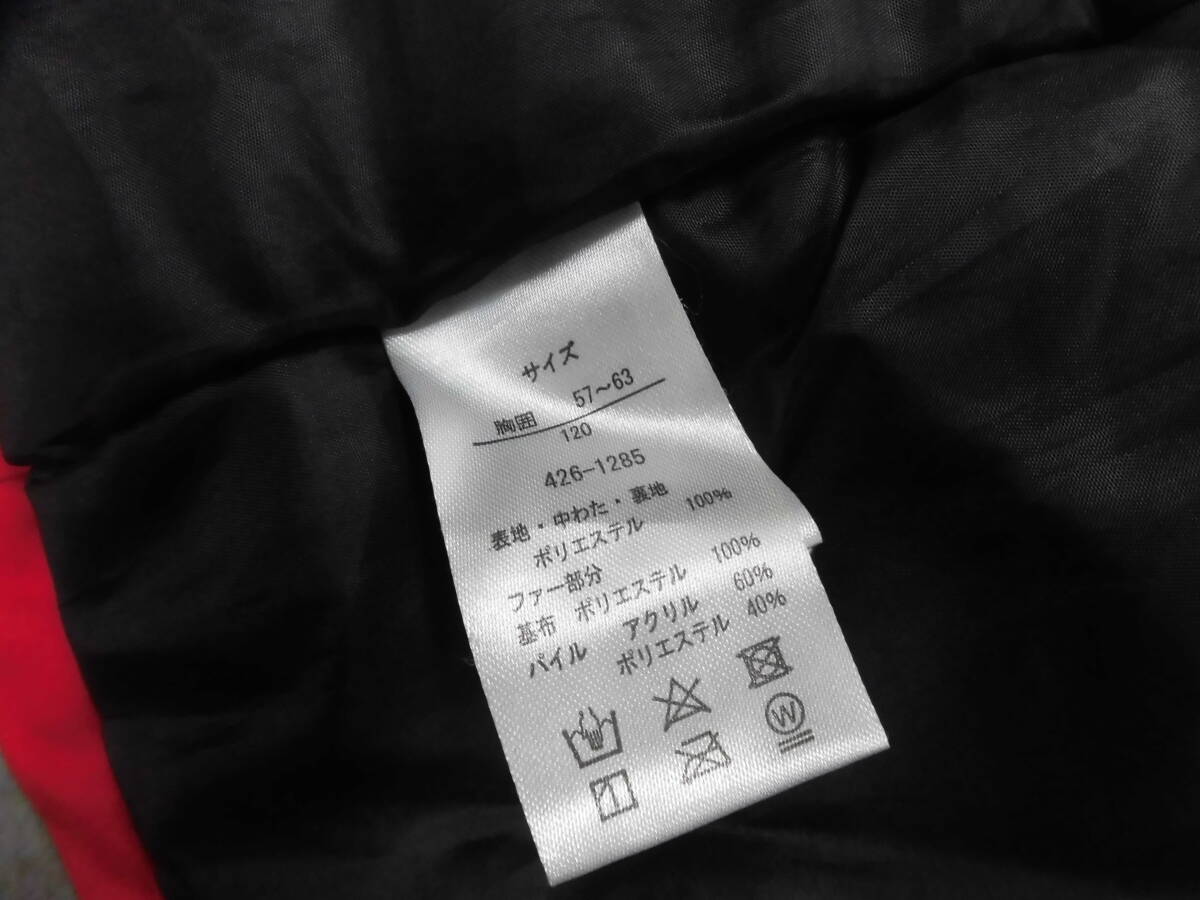 サイズ
胸囲 57～63
120
426-1285
表地・中わた・裏地
ポリエステル 100%
ファー部分
基布 ポリエステル 100%
パイル アクリル 60%
ポリエステル 40%
W